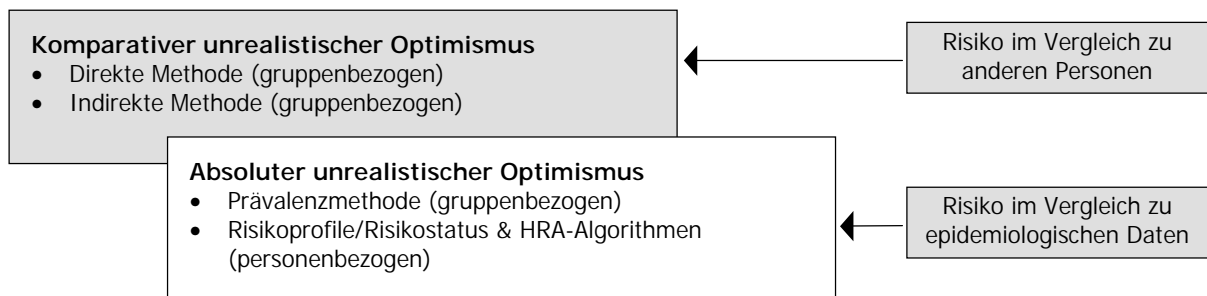 Komparativer unrealistischer Optimismus
• Direkte Methode (gruppenbezogen)
• Indirekte Methode (gruppenbezogen)
Risiko im Vergleich zu
anderen Personen
Absoluter unrealistischer Optimismus
• Prävalenzmethode (gruppenbezogen)
• Risikoprofile/Risikostatus & HRA-Algorithmen
(personenbezogen)
Risiko im Vergleich zu
epidemiologischen Daten